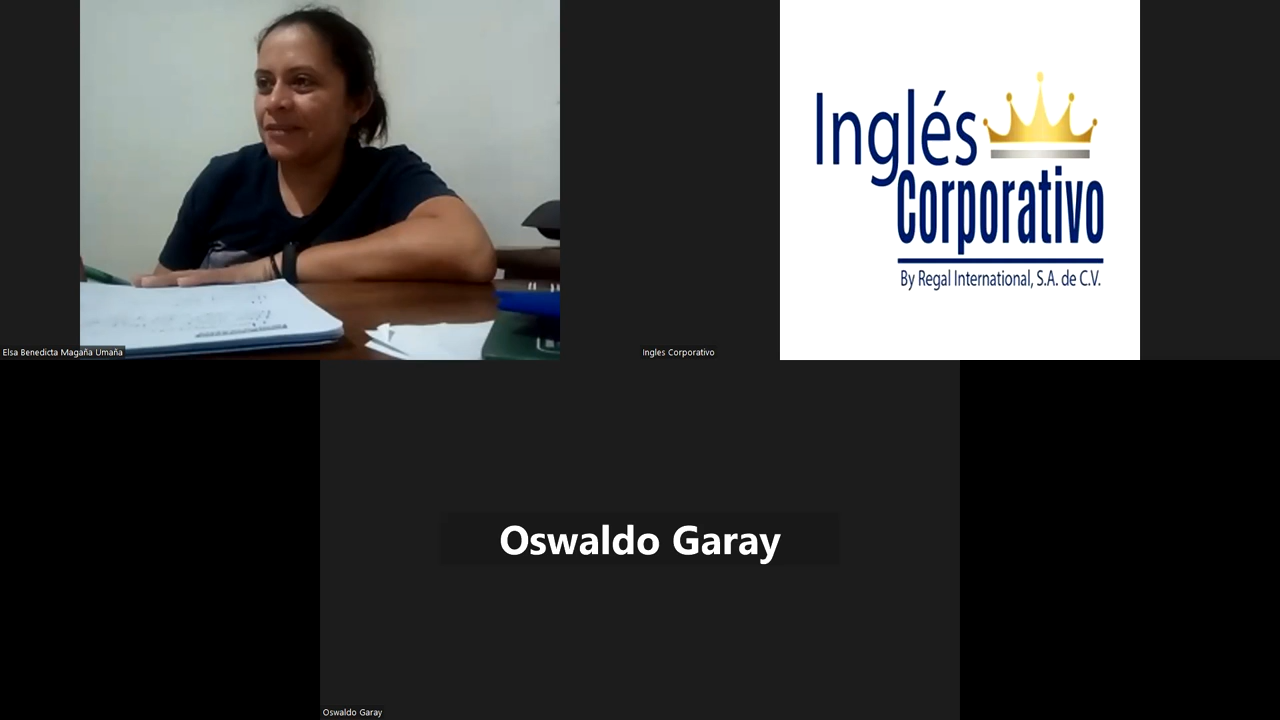 Inglés
Corporativo
By Regal International, S.A. de C.V.
Elsa Benedicta Magaña Umaña
Ingles Corporativo
Oswaldo Garay
Oswaldo Garay